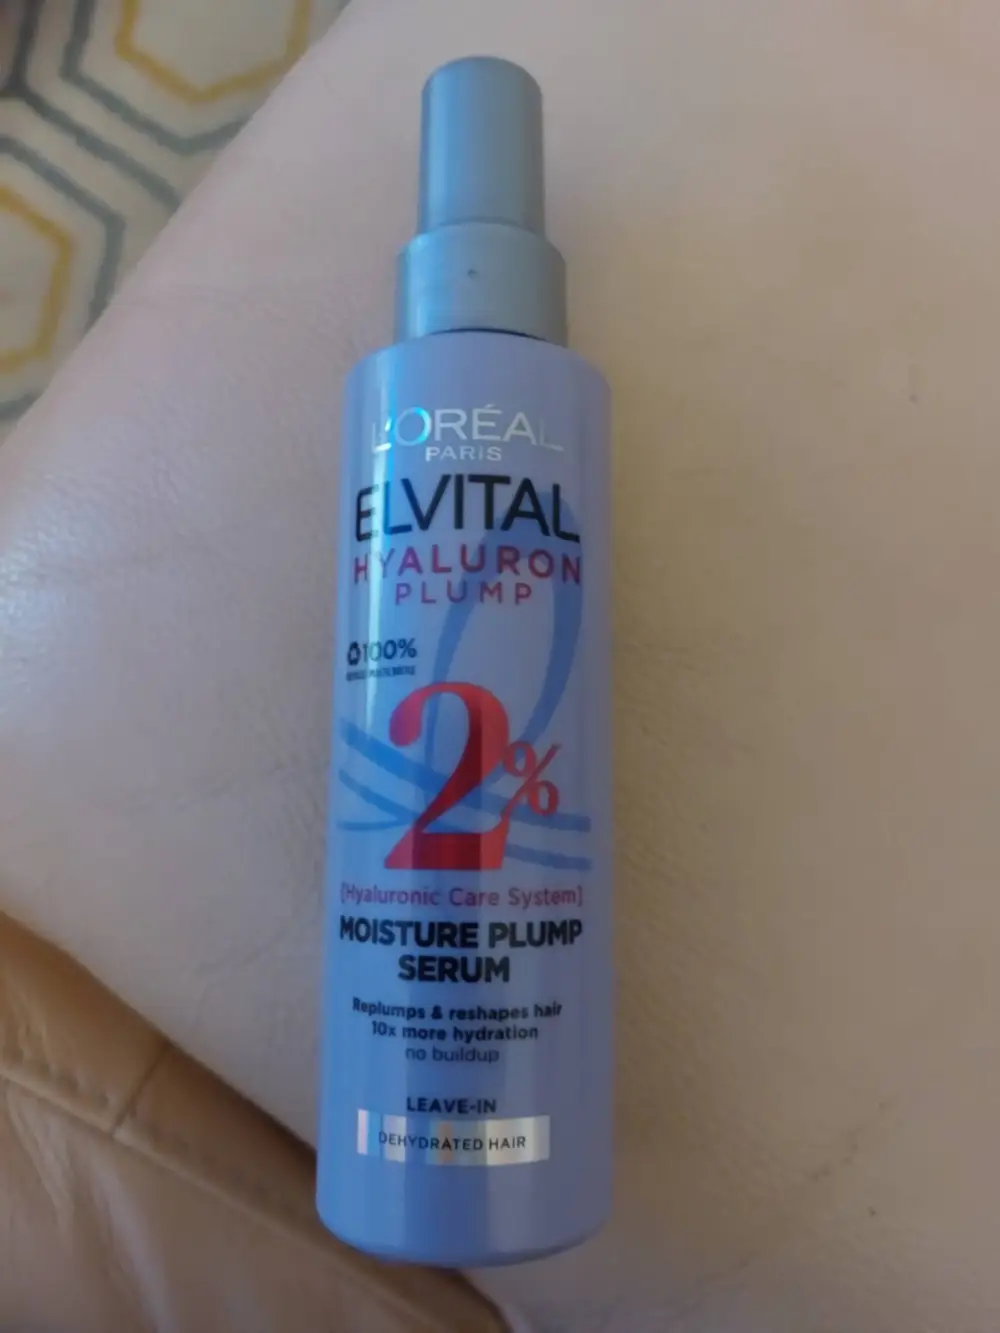 L'ORÉAL
PARIS
ELVITAL
HYALURON
PLUMP
100%
2%
[Hyaluronic Care System]
MOISTURE PLUMP
SERUM
Replumps & reshapes hair
10x more hydration
no buildup
LEAVE-IN
DEHYDRATED HAIR